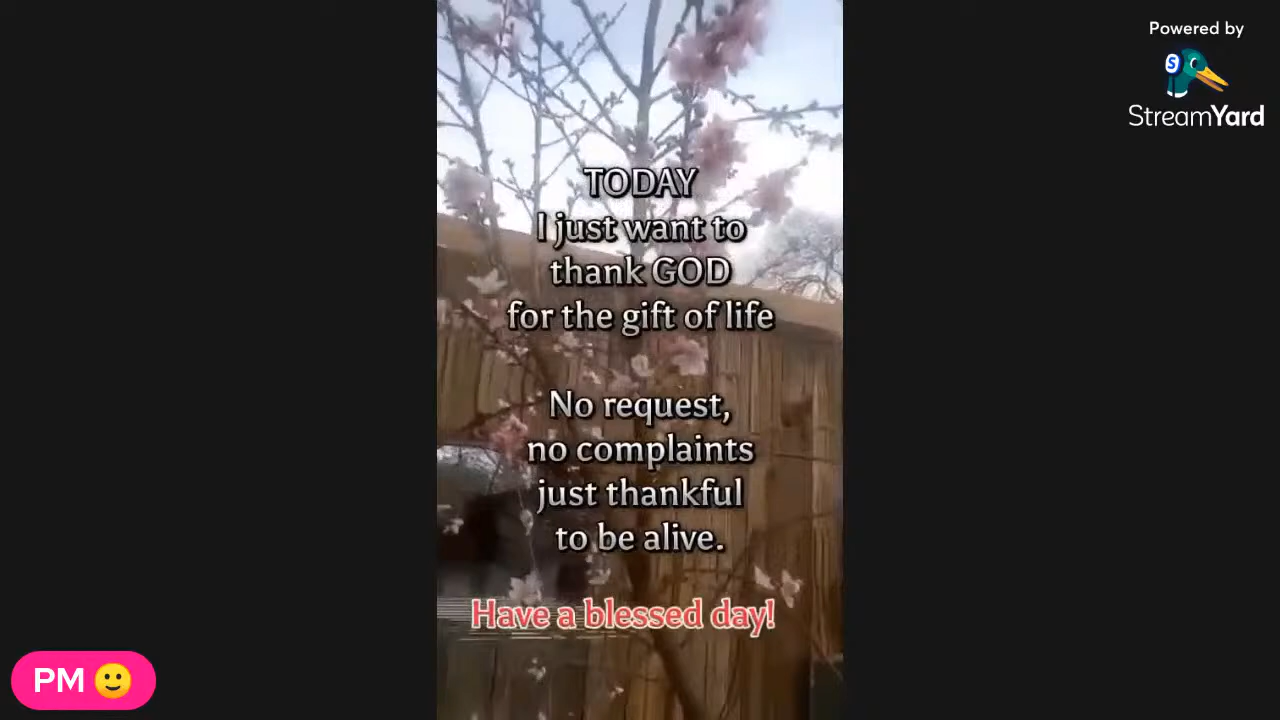 Powered by
StreamYard
TODAY
I just want to
thank GOD
for the gift of life
No request,
no complaints
just thankful
to be alive.
Have a blessed day!
PM 🙂